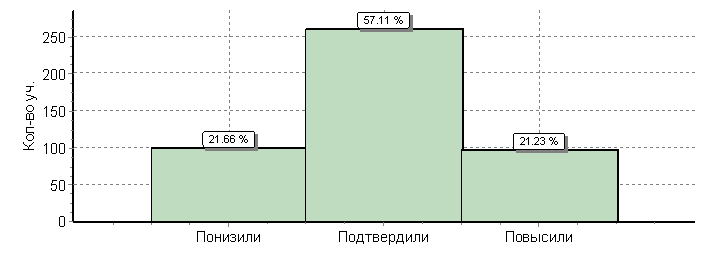 Кол-во уч.
250
200
150
100
50
0
57.11 %
21.66 %
21.23 %
Понизили
Подтвердили
Повысили